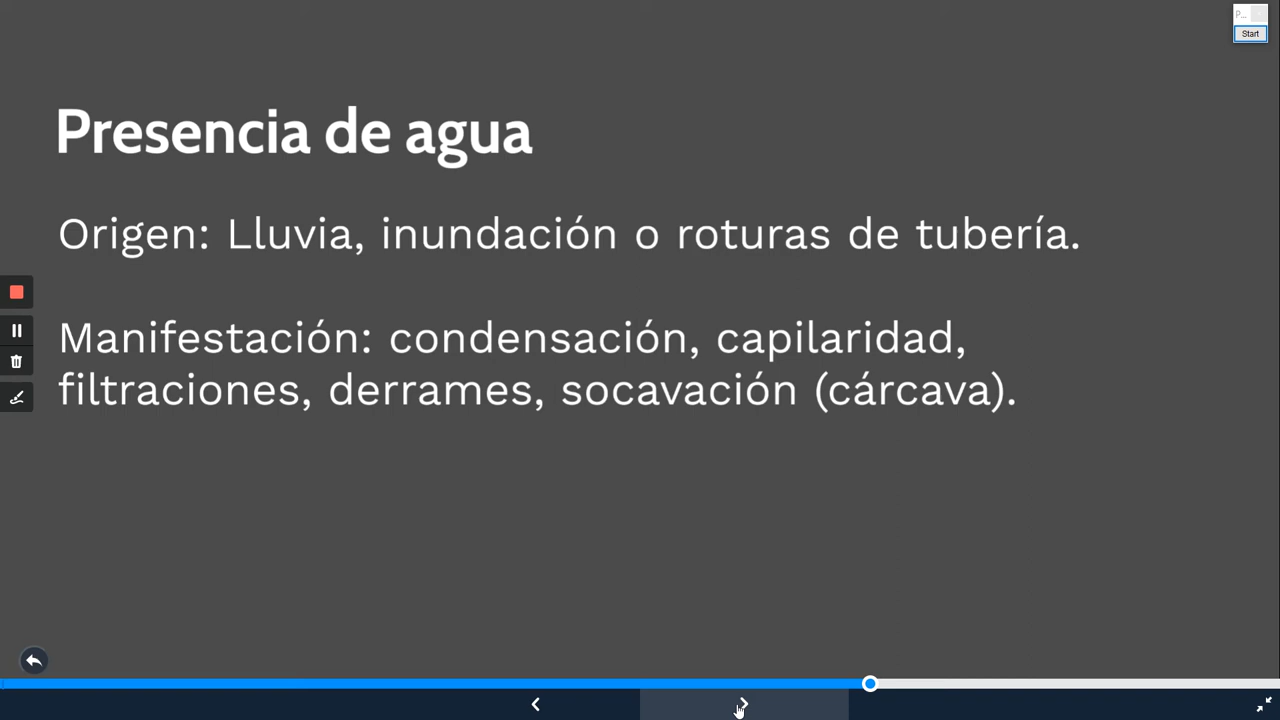 P...
Start
Presencia de agua
Origen: Lluvia, inundación o roturas de tubería.
Manifestación: condensación, capilaridad,
filtraciones, derrames, socavación (cárcava).